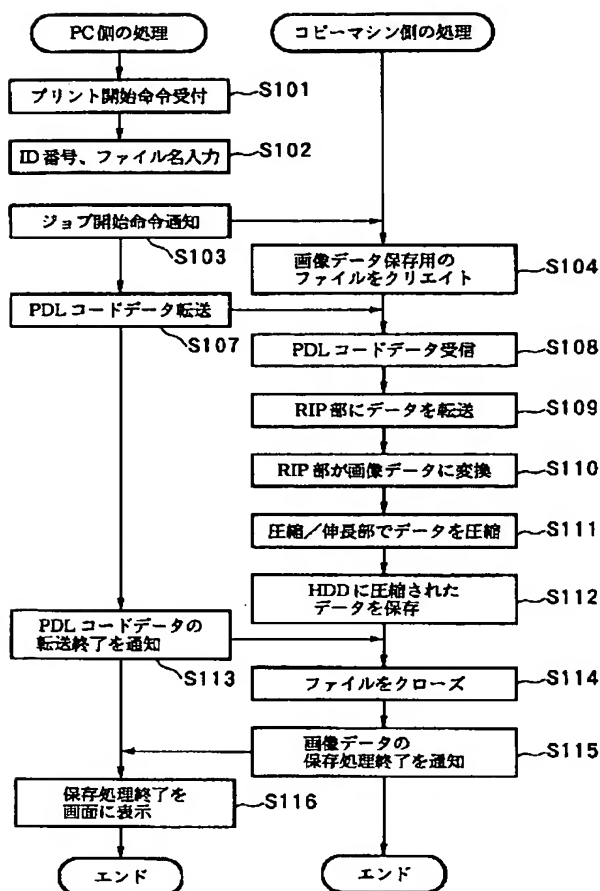 PC側の処理
コピーマシン側の処理
プリント開始命令受付
S101
ID番号、ファイル名入力
S102
ジョブ開始命令通知
S103
画像データ保存用の
ファイルをクリエイト
S104
PDLコードデータ転送
S107
PDLコードデータ受信
S108
RIP部にデータを転送
S109
RIP部が画像データに変換
S110
圧縮/伸長部でデータを圧縮
S111
HDDに圧縮された
データを保存
S112
PDLコードデータの
転送終了を通知
S113
ファイルをクローズ
S114
画像データの
保存処理終了を通知
S115
保存処理終了を
画面に表示
S116
エンド
エンド